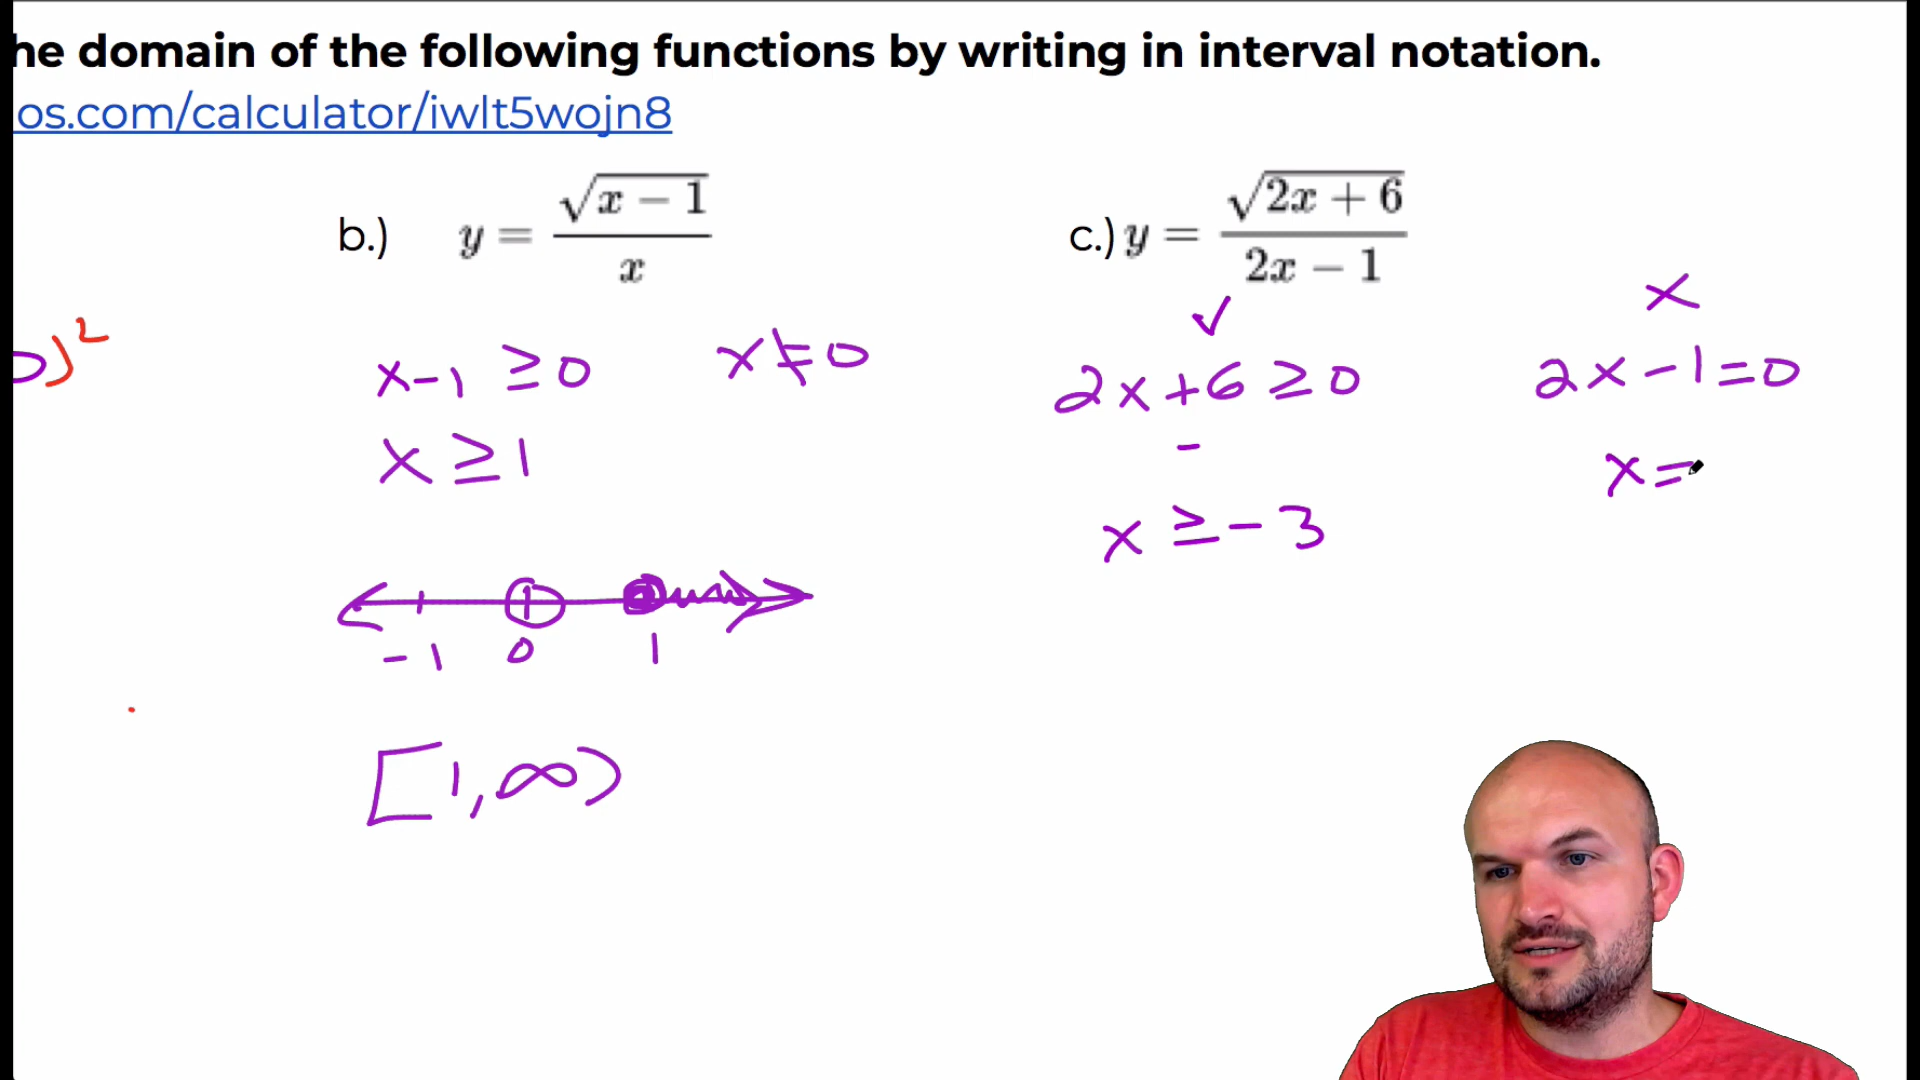 he domain of the following functions by writing in interval notation.
os.com/calculator/iwlt5wojn8
b.) y = √(x − 1) / x
c.) y = √(2x + 6) / (2x − 1)
)²
x-1 ≥ 0 x ≠ 0
x ≥ 1
-1 0 1
[1, ∞)
✓
2x+6 ≥ 0
-
x ≥ -3
x
2x-1=0
x=